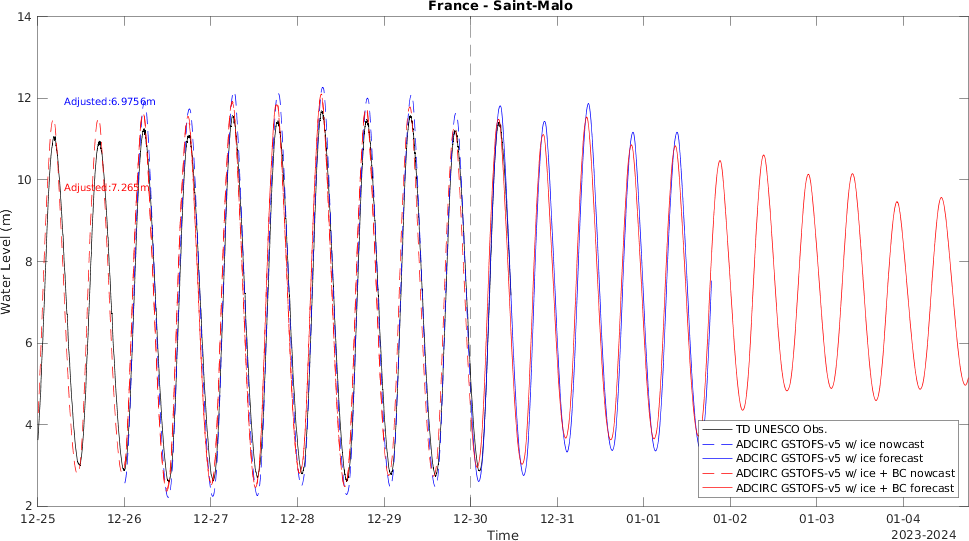 France - Saint-Malo
14
12
10
8
6
4
2
Water Level (m)
Adjusted:6.9756m
Adjusted:7.265m
TD UNESCO Obs.
ADCIRC GSTOFS-v5 w/ ice nowcast
ADCIRC GSTOFS-v5 w/ ice forecast
ADCIRC GSTOFS-v5 w/ ice + BC nowcast
ADCIRC GSTOFS-v5 w/ ice + BC forecast
12-25 12-26 12-27 12-28 12-29 12-30 12-31 01-01 01-02 01-03 01-04
Time
2023-2024